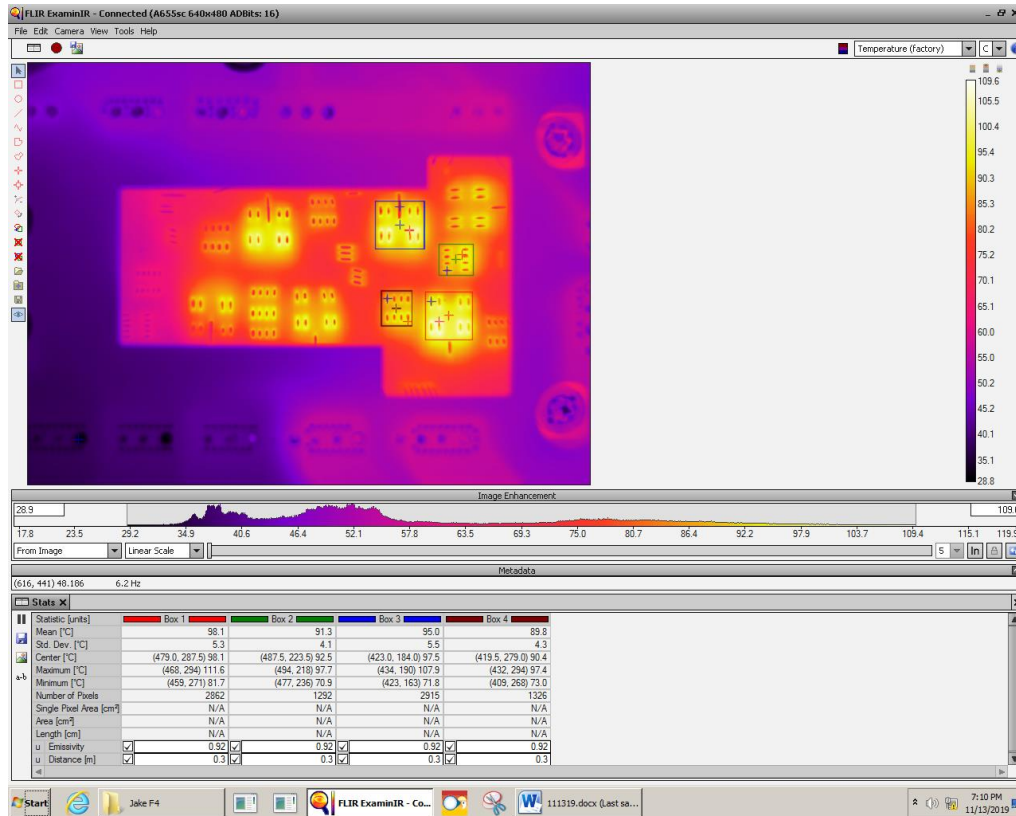 FLIR ExaminIR - Connected (A655sc 640x480 ADBits: 16)
File Edit Camera View Tools Help
Temperature (factory) C
109.6
105.5
100.4
95.4
90.3
85.3
80.2
75.2
70.1
65.1
60.0
55.0
50.2
45.2
40.1
35.1
28.8
Image Enhancement
28.9
17.8 23.5 29.2 34.9 40.6 46.4 52.1 57.8 63.5 69.3 75.0 80.7 86.4 92.2 97.9 103.7 109.4 115.1 119.9
From Image Linear Scale 5 In
Metadata
(616, 441) 48.186 6.2 Hz
Stats X
Statistic [units] Box 1 Box 2 Box 3 Box 4
Mean [°C] 98.1 91.3 95.0 89.8
Std. Dev. [°C] 5.3 4.1 5.5 4.3
Center [°C] (479.0, 287.5) 98.1 (487.5, 223.5) 92.5 (423.0, 184.0) 97.5 (419.5, 279.0) 90.4
Maximum [°C] (468, 294) 111.6 (494, 218) 97.7 (434, 190) 107.9 (432, 294) 97.4
Minimum [°C] (459, 271) 81.7 (477, 236) 70.9 (423, 163) 71.8 (409, 268) 73.0
Number of Pixels 2862 1292 2915 1326
Single Pixel Area [cm²] N/A N/A N/A N/A
Area [cm²] N/A N/A N/A N/A
Length [cm] N/A N/A N/A N/A
u Emissivity 0.92 0.92 0.92 0.92
u Distance [m] 0.3 0.3 0.3 0.3
a-b
Start Jake F4 FLIR ExaminIR - Co... 111319.docx (Last sa... 7:10 PM
11/13/2019